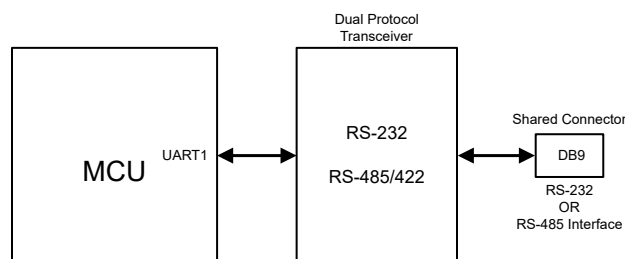 Dual Protocol
Transceiver
MCU
UART1
RS-232
RS-485/422
Shared Connector
DB9
RS-232
OR
RS-485 Interface